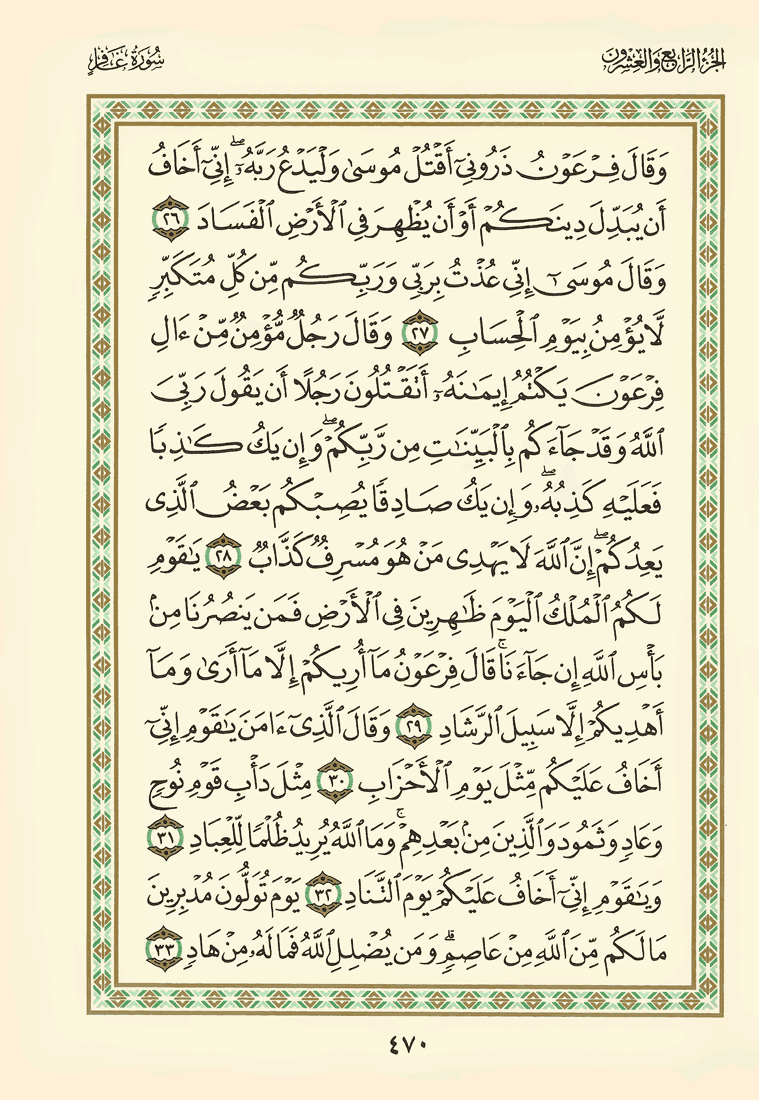 الجزء الرابع والعشرون
سورة غافر
وَقَالَ فِرْعَوْنُ ذَرُونِيٓ أَقْتُلْ مُوسَىٰ وَلْيَدْعُ رَبَّهُۥٓ ۖ إِنِّيٓ أَخَافُ
أَن يُبَدِّلَ دِينَكُمْ أَوْ أَن يُظْهِرَ فِى ٱلْأَرْضِ ٱلْفَسَادَ ٢٦
وَقَالَ مُوسَىٰٓ إِنِّى عُذْتُ بِرَبِّى وَرَبِّكُم مِّن كُلِّ مُتَكَبِّرٍ
لَّا يُؤْمِنُ بِيَوْمِ ٱلْحِسَابِ ٢٧ وَقَالَ رَجُلٌ مُّؤْمِنٌ مِّنْ ءَالِ
فِرْعَوْنَ يَكْتُمُ إِيمَـٰنَهُۥٓ أَتَقْتُلُونَ رَجُلًا أَن يَقُولَ رَبِّىَ
ٱللَّهُ وَقَدْ جَآءَكُم بِٱلْبَيِّنَـٰتِ مِن رَّبِّكُمْ ۖ وَإِن يَكُ كَـٰذِبًا
فَعَلَيْهِ كَذِبُهُۥ ۖ وَإِن يَكُ صَادِقًا يُصِبْكُم بَعْضُ ٱلَّذِى
يَعِدُكُمْ ۖ إِنَّ ٱللَّهَ لَا يَهْدِى مَنْ هُوَ مُسْرِفٌ كَذَّابٌ ٢٨ يَـٰقَوْمِ
لَكُمُ ٱلْمُلْكُ ٱلْيَوْمَ ظَـٰهِرِينَ فِى ٱلْأَرْضِ فَمَن يَنصُرُنَا مِنۢ
بَأْسِ ٱللَّهِ إِن جَآءَنَا ۚ قَالَ فِرْعَوْنُ مَآ أُرِيكُمْ إِلَّا مَآ أَرَىٰ وَمَآ
أَهْدِيكُمْ إِلَّا سَبِيلَ ٱلرَّشَادِ ٢٩ وَقَالَ ٱلَّذِىٓ ءَامَنَ يَـٰقَوْمِ إِنِّىٓ
أَخَافُ عَلَيْكُم مِّثْلَ يَوْمِ ٱلْأَحْزَابِ ٣٠ مِثْلَ دَأْبِ قَوْمِ نُوحٍ
وَعَادٍ وَثَمُودَ وَٱلَّذِينَ مِنۢ بَعْدِهِمْ ۚ وَمَا ٱللَّهُ يُرِيدُ ظُلْمًا لِّلْعِبَادِ ٣١
وَيَـٰقَوْمِ إِنِّىٓ أَخَافُ عَلَيْكُمْ يَوْمَ ٱلتَّنَادِ ٣٢ يَوْمَ تُوَلُّونَ مُدْبِرِينَ
مَا لَكُم مِّنَ ٱللَّهِ مِنْ عَاصِمٍ ۗ وَمَن يُضْلِلِ ٱللَّهُ فَمَا لَهُۥ مِنْ هَادٍ ٣٣
٤٧٠